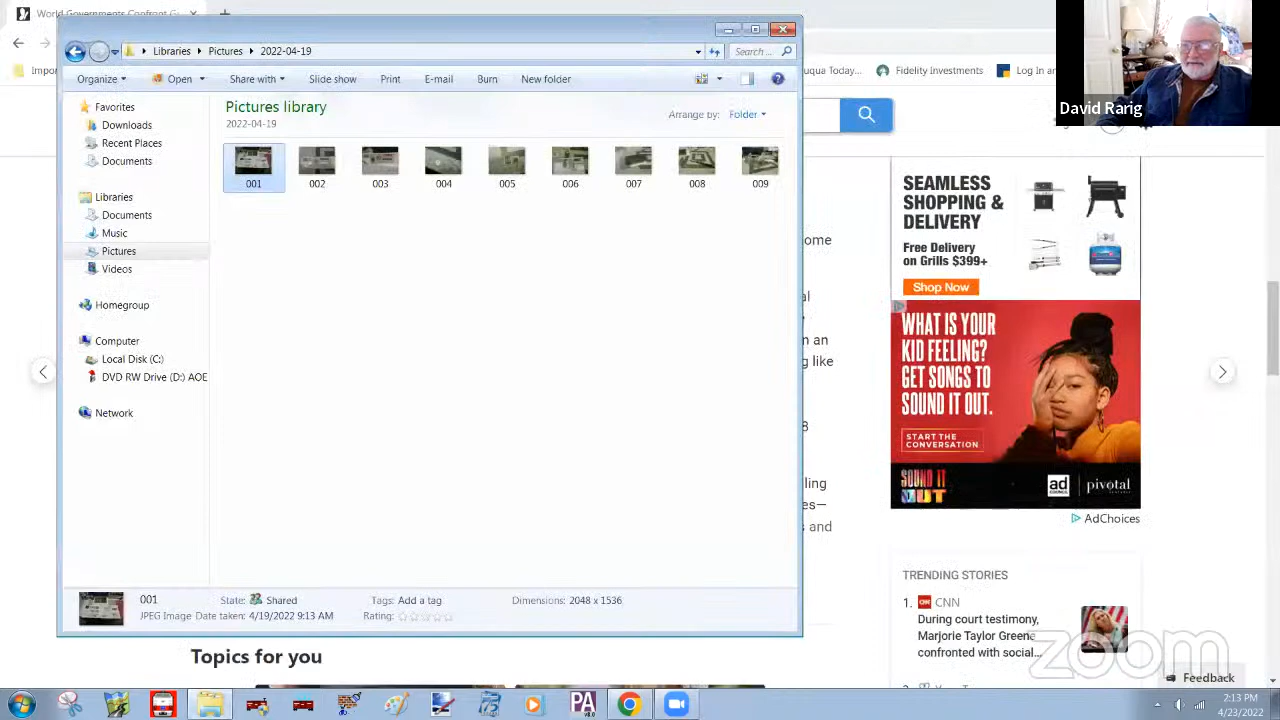 Libraries
Pictures
2022-04-19
Search...
uqua Today...
Fidelity Investments
Log In
Organize
Open
Share with
Slide show
Print
E-mail
Burn
New folder
Favorites
Downloads
Recent Places
Documents
Libraries
Documents
Music
Pictures
Videos
Homegroup
Computer
Local Disk (C:)
DVD RW Drive (D:) AOE
Network
Pictures library
2022-04-19
Arrange by: Folder
001
002
003
004
005
006
007
008
009
001
JPEG Image
State: Shared
Date taken: 4/19/2022 9:13 AM
Tags: Add a tag
Rating:
Dimensions: 2048 x 1536
Topics for you
David Rarig
SEAMLESS
SHOPPING &
DELIVERY
Free Delivery
on Grills $399+
Shop Now
WHAT IS YOUR
KID FEELING?
GET SONGS TO
SOUND IT OUT.
START THE
CONVERSATION
SOUND IT
OUT
ad
COUNCIL
pivotal
VENTURES
AdChoices
TRENDING STORIES
1. CNN
During court testimony,
Marjorie Taylor Greene
confronted with social...
zoom
Feedback
PA
2:13 PM
4/23/2022